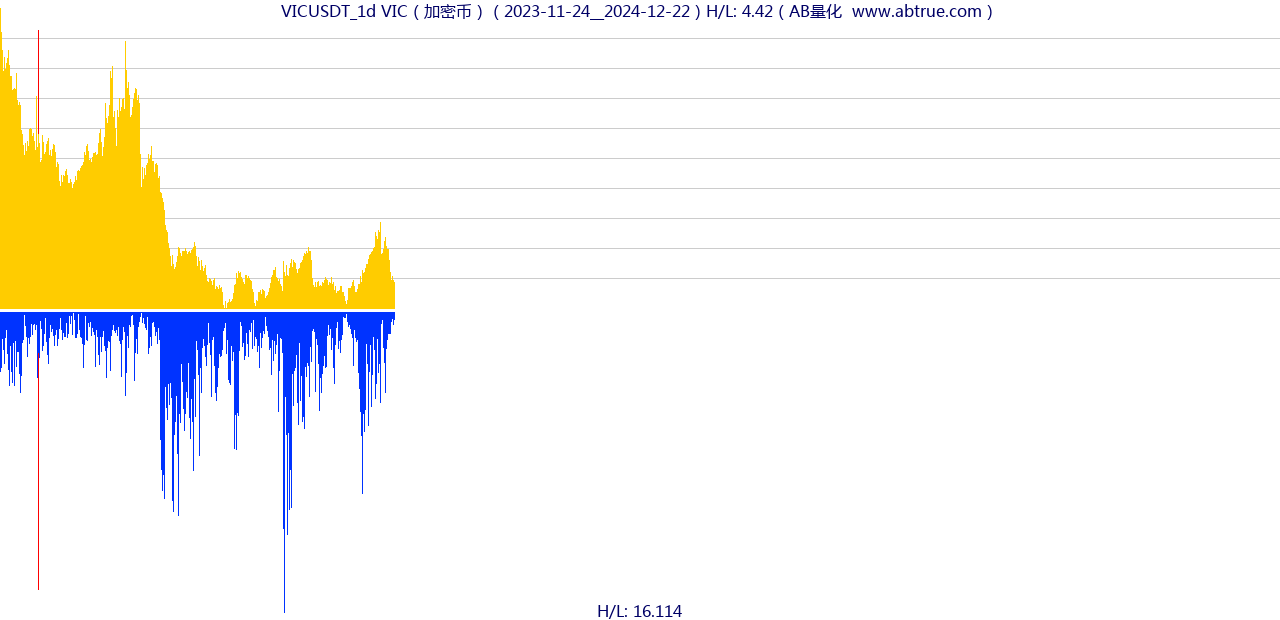 VICUSDT_1d VIC（加密币）（2023-11-24__2024-12-22）H/L: 4.42（AB量化  www.abtrue.com）
H/L: 16.114